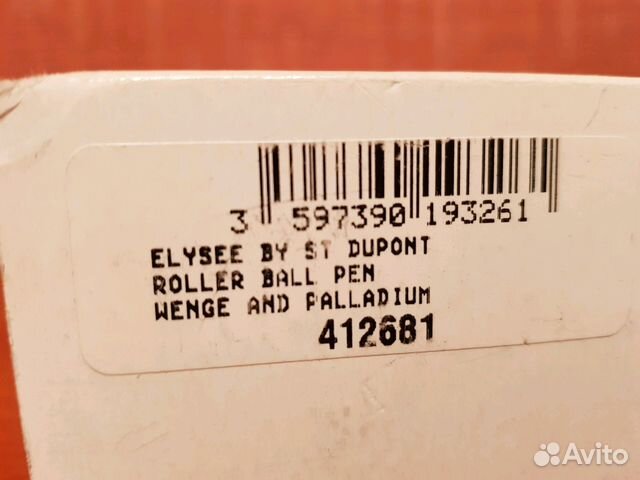 3 597390 193261
ELYSEE BY ST DUPONT
ROLLER BALL PEN
WENGE AND PALLADIUM
412681
Avito